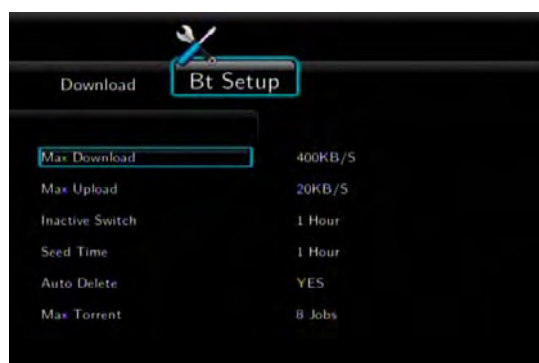 Download Bt Setup
Max Download 400KB/S
Max Upload 20KB/S
Inactive Switch 1 Hour
Seed Time 1 Hour
Auto Delete YES
Max Torrent 8 Jobs